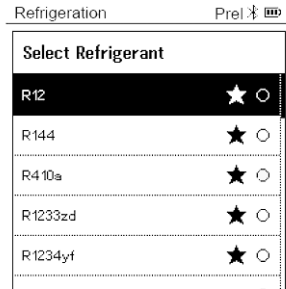 Refrigeration Prel
Select Refrigerant
R12
R144
R410a
R1233zd
R1234yf